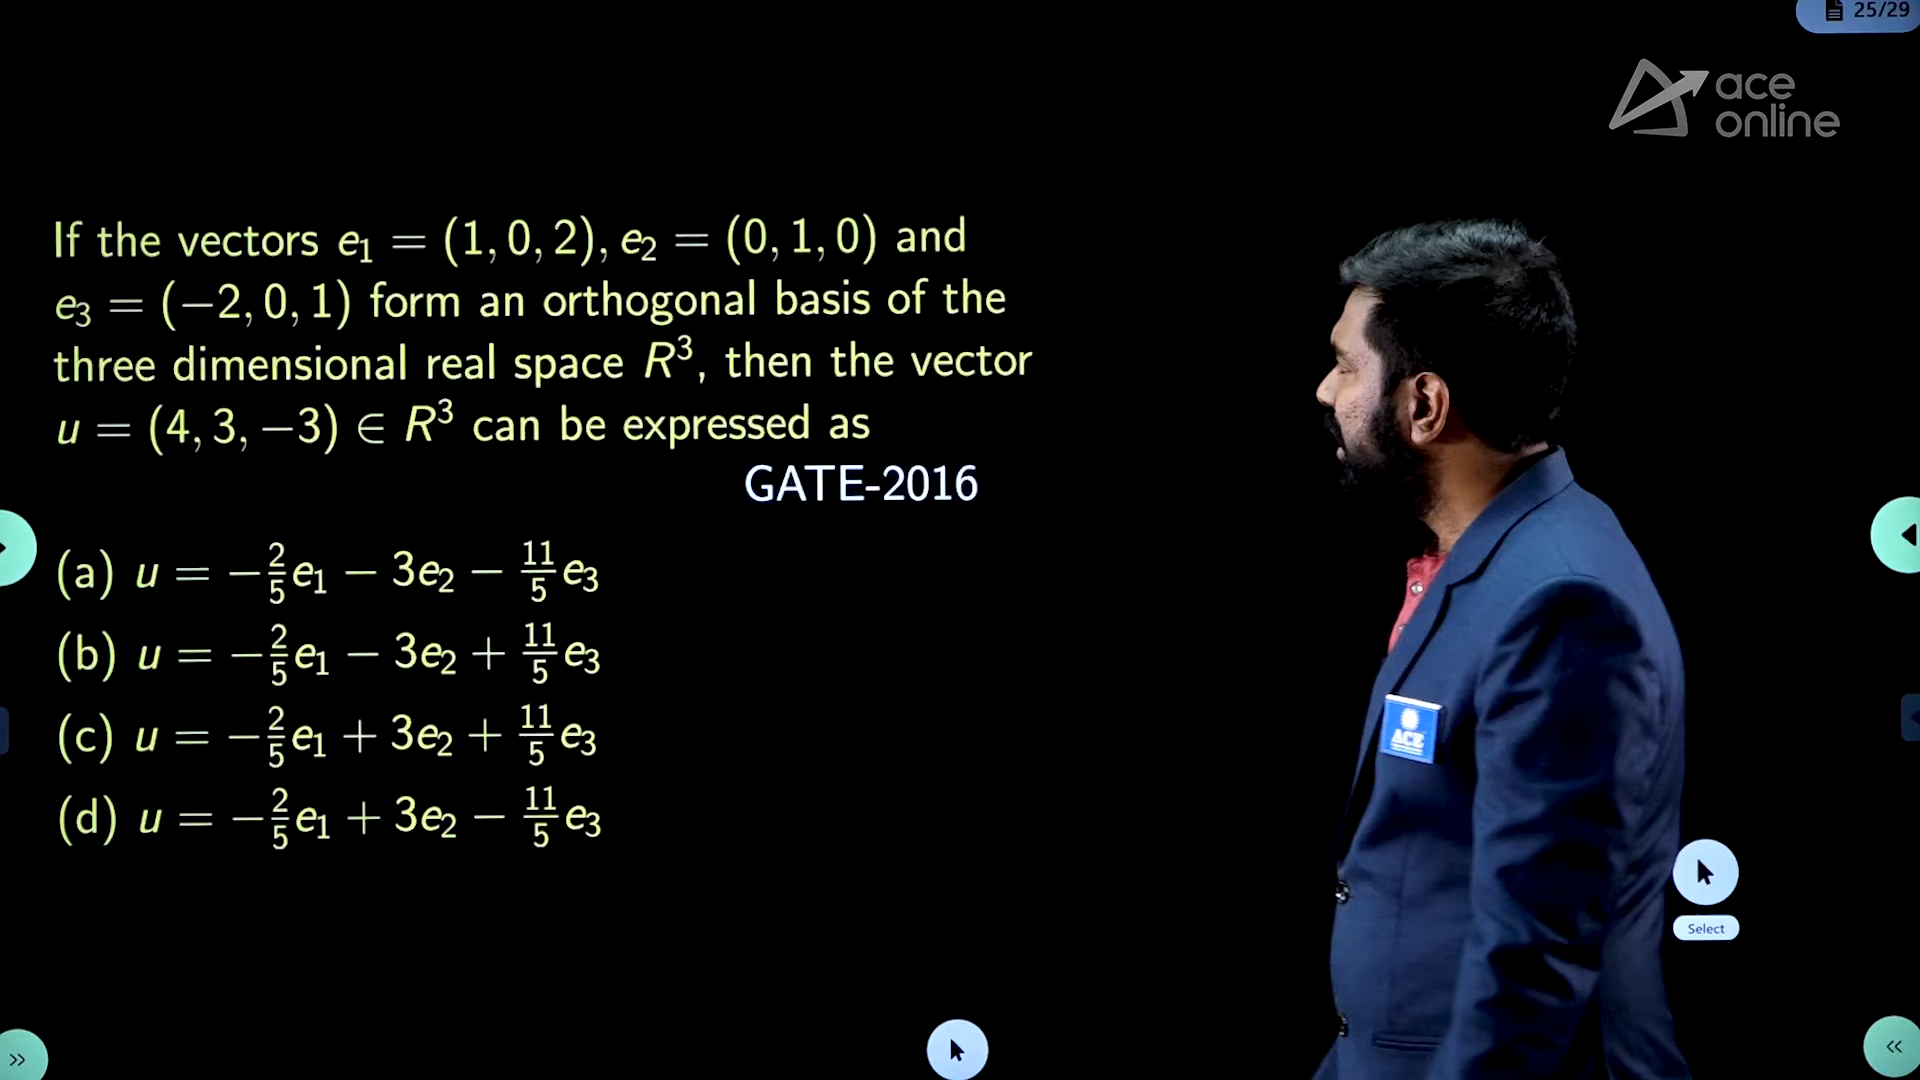 25/29
ace
online
If the vectors e₁ = (1, 0, 2), e₂ = (0, 1, 0) and
e₃ = (−2, 0, 1) form an orthogonal basis of the
three dimensional real space R³, then the vector
u = (4, 3, −3) ∈ R³ can be expressed as
GATE-2016
(a) u = −2/5 e₁ − 3e₂ − 11/5 e₃
(b) u = −2/5 e₁ − 3e₂ + 11/5 e₃
(c) u = −2/5 e₁ + 3e₂ + 11/5 e₃
(d) u = −2/5 e₁ + 3e₂ − 11/5 e₃
ACE
Select